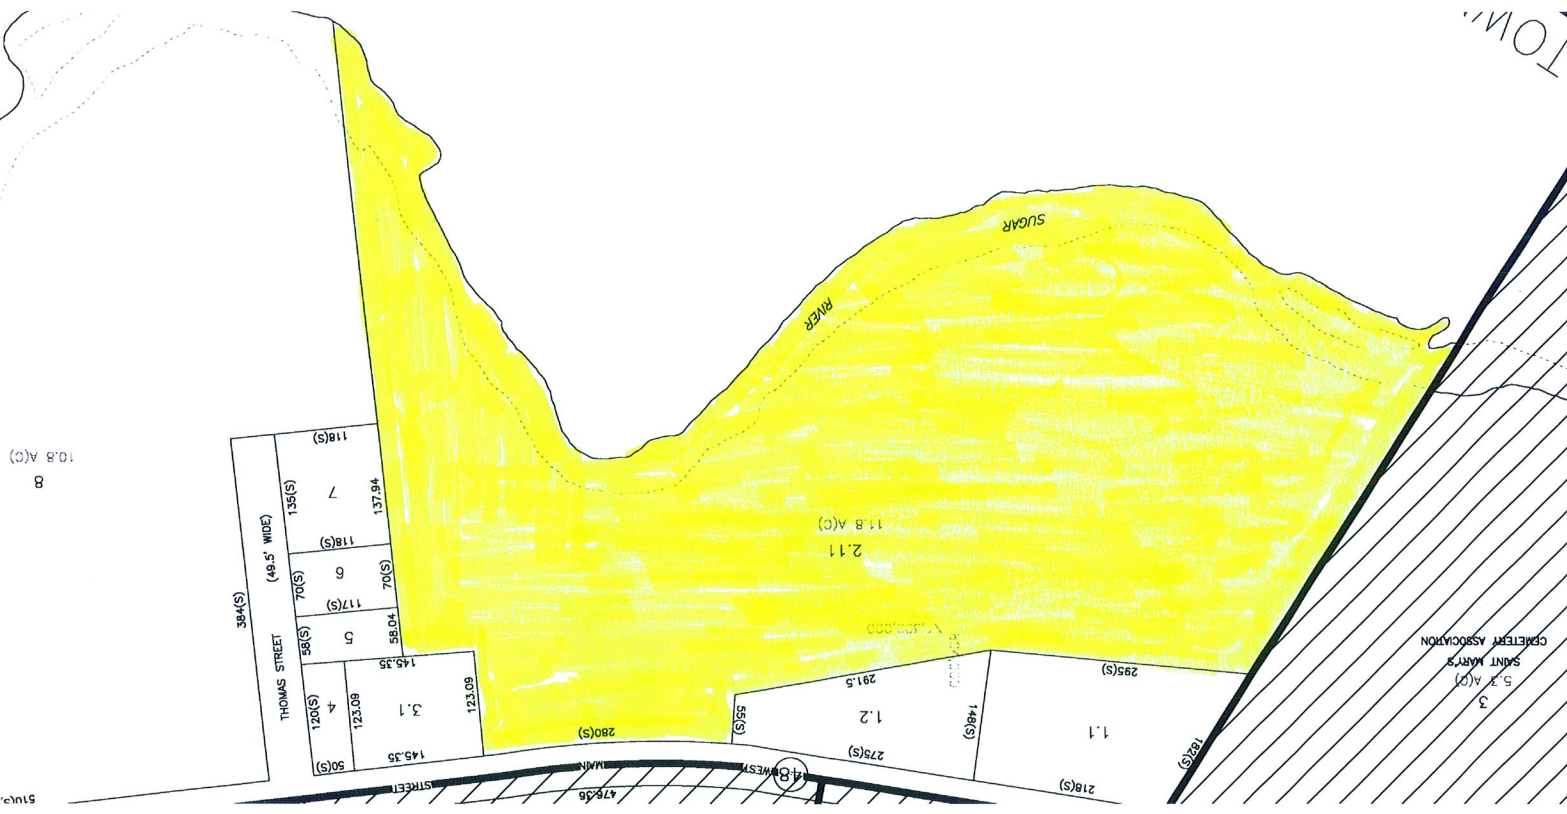 TOWN
SUGAR
RIVER
118(S)
7
135(S)
137.94
10.8 A(C)
8
118(S)
11.8 A(C)
2.11
6
70(S)
70(S)
117(S)
(49.5' WIDE)
384(S)
5
58(S)
58.04
THOMAS STREET
145.35
4
120(S)
123.09
3.1
123.09
50(S)
145.35
STREET
280(S)
MAIN
476.36
WEST
48
55(S)
291.5
1.2
275(S)
148(S)
295(S)
1.1
218(S)
182(S)
CEMETERY ASSOCIATION
SAINT MARY'S
5.3 A(C)
3